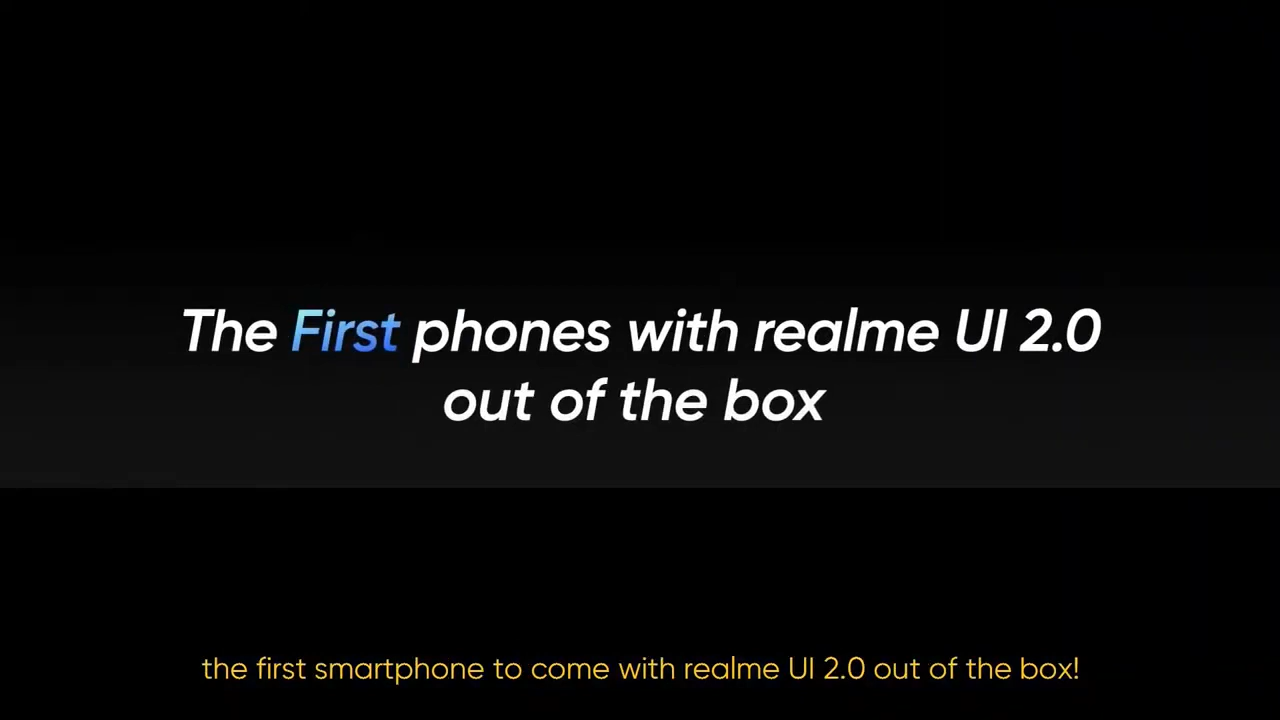 The First phones with realme UI 2.0
out of the box
the first smartphone to come with realme UI 2.0 out of the box!